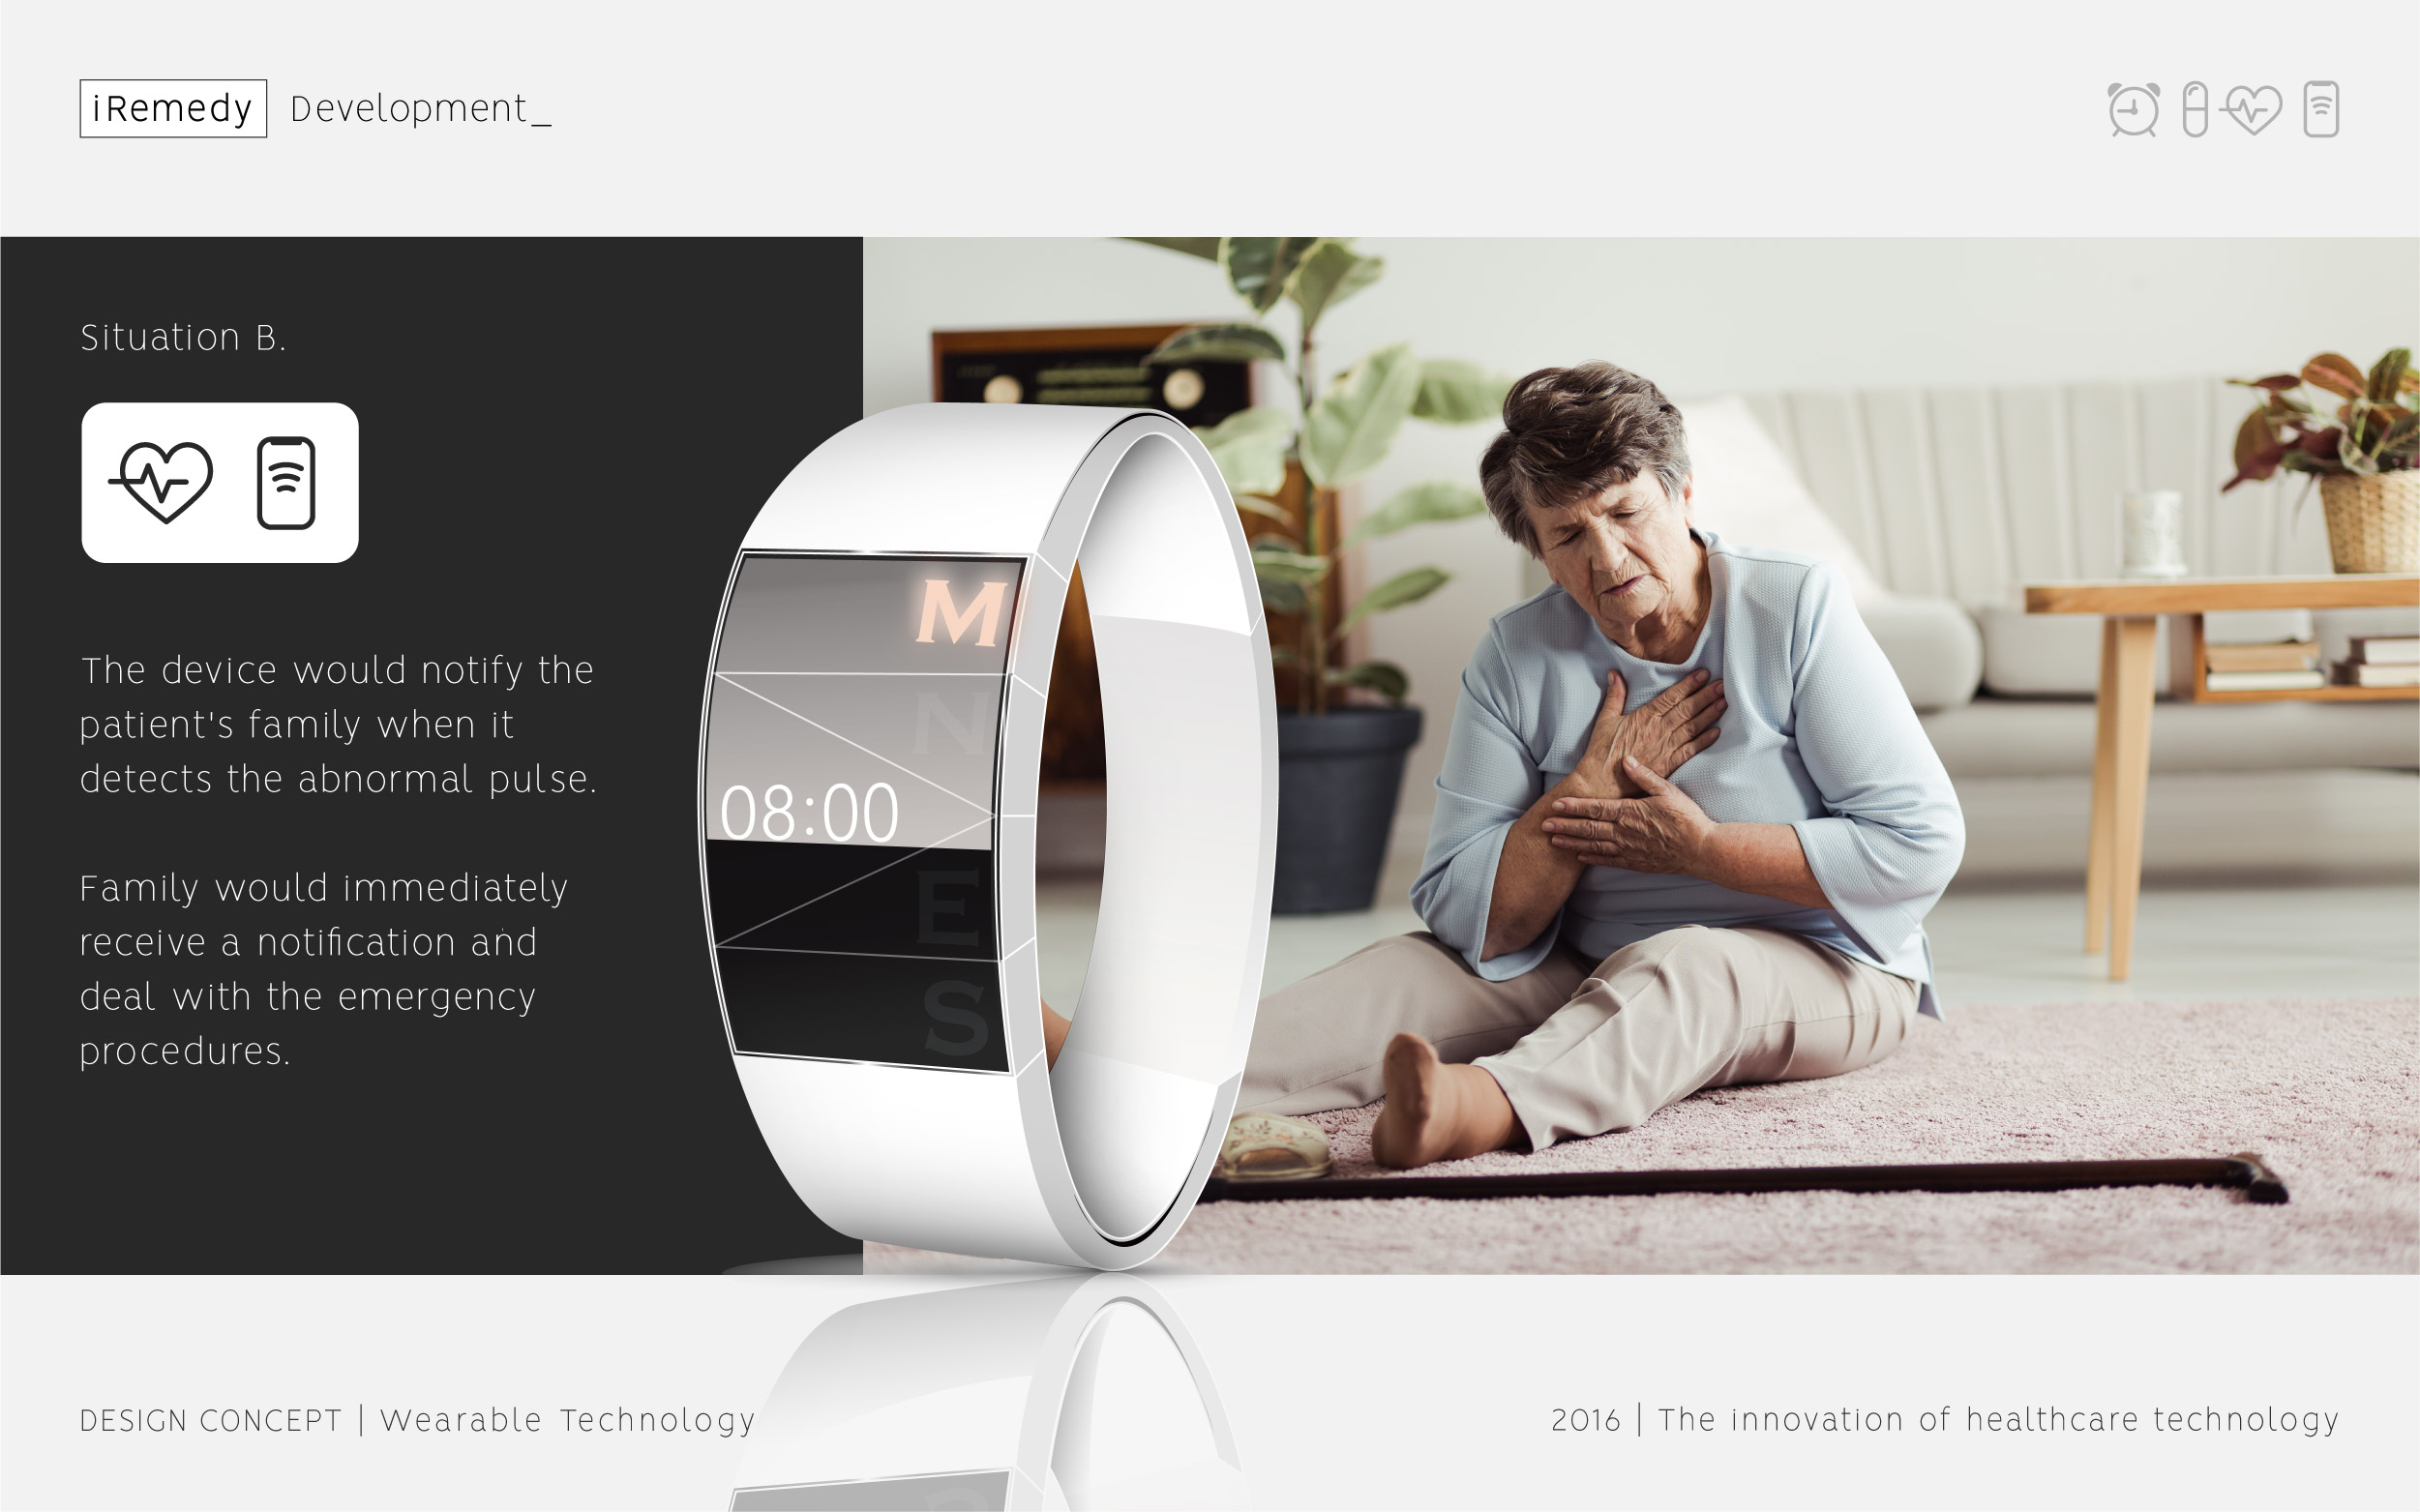 iRemedy Development_
Situation B.
The device would notify the
patient's family when it
detects the abnormal pulse.
Family would immediately
receive a notification and
deal with the emergency
procedures.
M
N
08:00
E
S
DESIGN CONCEPT | Wearable Technology
2016 | The innovation of healthcare technology